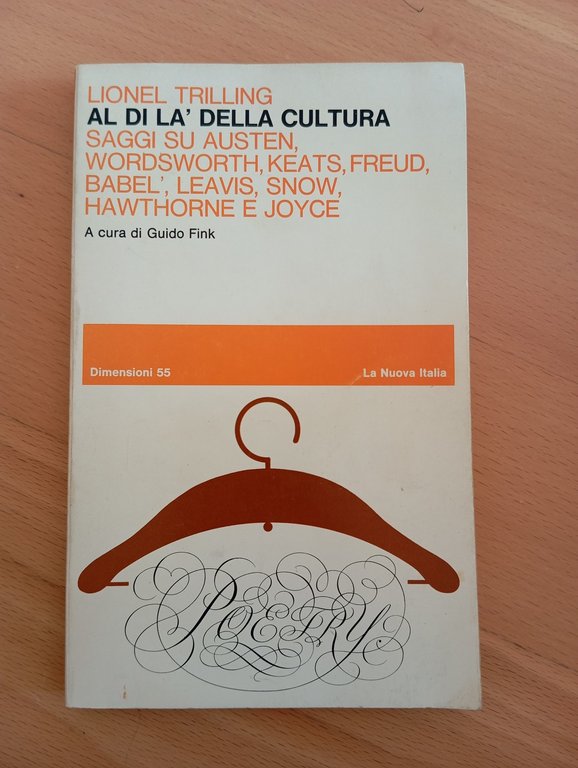 LIONEL TRILLING
AL DI LA' DELLA CULTURA
SAGGI SU AUSTEN,
WORDSWORTH, KEATS, FREUD,
BABEL', LEAVIS, SNOW,
HAWTHORNE E JOYCE
A cura di Guido Fink
Dimensioni 55 La Nuova Italia
POETRY